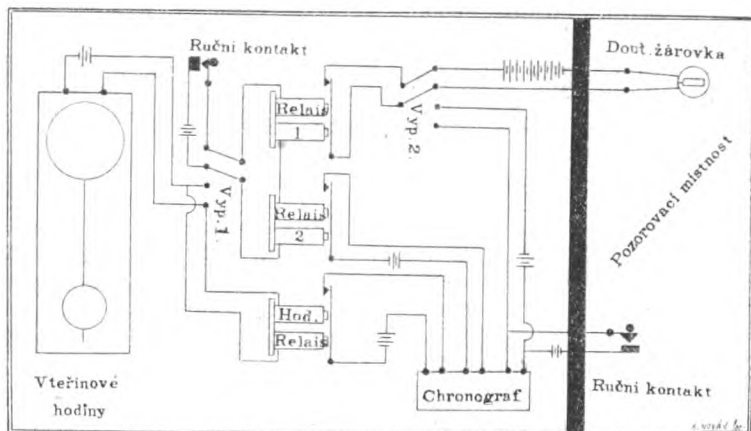 Ruční kontakt
Dout. žárovka
Relais
1
Vyp. 2.
Vyp. 1.
Pozorovací místnost
Relais
2
Hod.
Relais
Vteřinové
hodiny
Chronograf
Ruční kontakt